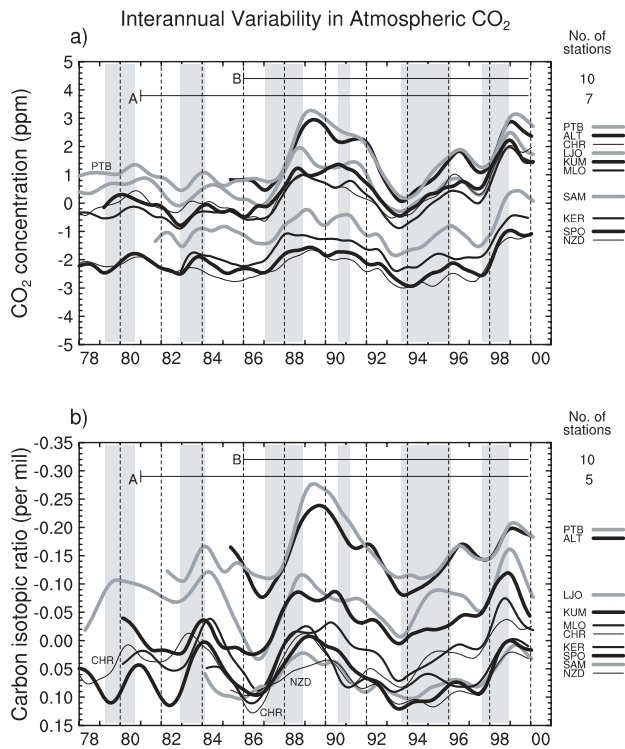 Interannual Variability in Atmospheric CO2
a)
No. of
stations
CO2 concentration (ppm)
5
4
3
2
1
0
-1
-2
-3
-4
-5
B
10
A
7
PTB
PTB
ALT
CHR
LJO
KUM
MLO
SAM
KER
SPO
NZD
78 80 82 84 86 88 90 92 94 96 98 00
b)
No. of
stations
Carbon isotopic ratio (per mil)
-0.35
-0.30
-0.25
-0.20
-0.15
-0.10
-0.05
0.00
0.05
0.10
0.15
B
10
A
5
CHR
NZD
CHR
PTB
ALT
LJO
KUM
MLO
CHR
KER
SPO
SAM
NZD
78 80 82 84 86 88 90 92 94 96 98 00